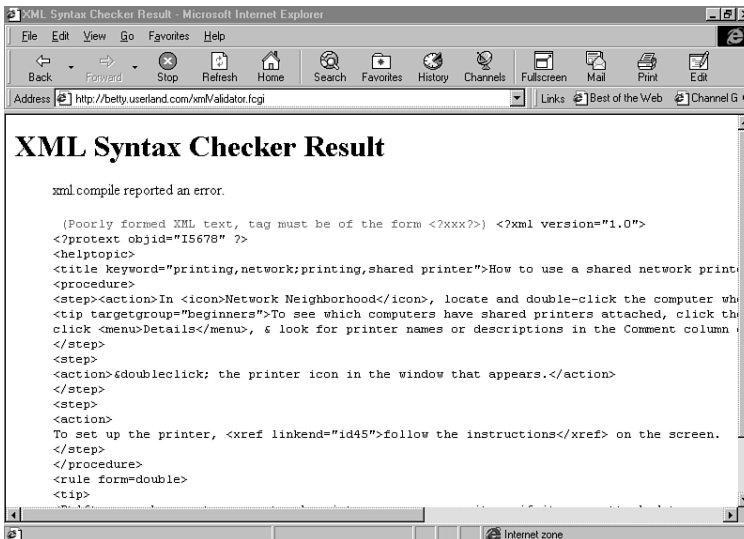 XML Syntax Checker Result - Microsoft Internet Explorer
File Edit View Go Favorites Help
Back Forward Stop Refresh Home Search Favorites History Channels Fullscreen Mail Print Edit
Address http://betty.userland.com/xmlValidator.fcgi Links Best of the Web Channel G
XML Syntax Checker Result
xml.compile reported an error.
(Poorly formed XML text, tag must be of the form <?xxx?>) <?xml version="1.0">
<?protext objid="I5678" ?>
<helptopic>
<title keyword="printing,network;printing,shared printer">How to use a shared network print
<procedure>
<step><action>In <icon>Network Neighborhood</icon>, locate and double-click the computer wh
<tip targetgroup="beginners">To see which computers have shared printers attached, click th
click <menu>Details</menu>, & look for printer names or descriptions in the Comment column
</step>
<step>
<action>&doubleclick; the printer icon in the window that appears.</action>
</step>
<step>
<action>
To set up the printer, <xref linkend="id45">follow the instructions</xref> on the screen.
</step>
</procedure>
<rule form=double>
<tip>
Internet zone